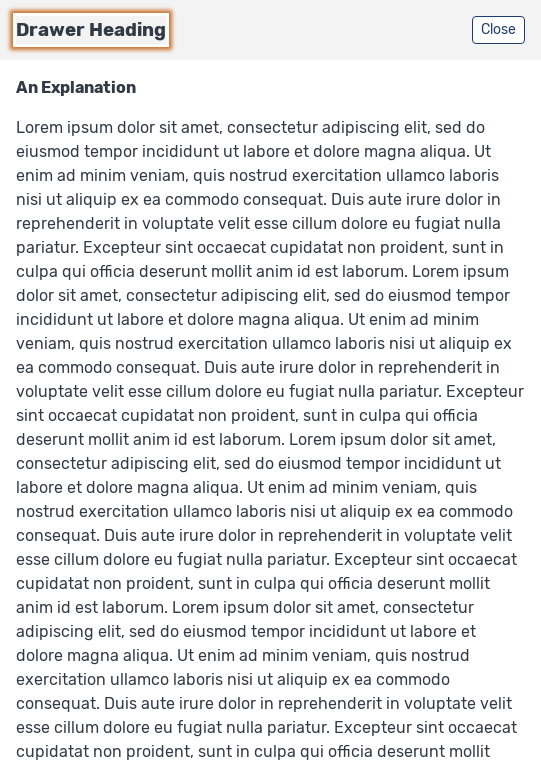 Drawer Heading
Close
An Explanation
Lorem ipsum dolor sit amet, consectetur adipiscing elit, sed do
eiusmod tempor incididunt ut labore et dolore magna aliqua. Ut
enim ad minim veniam, quis nostrud exercitation ullamco laboris
nisi ut aliquip ex ea commodo consequat. Duis aute irure dolor in
reprehenderit in voluptate velit esse cillum dolore eu fugiat nulla
pariatur. Excepteur sint occaecat cupidatat non proident, sunt in
culpa qui officia deserunt mollit anim id est laborum. Lorem ipsum
dolor sit amet, consectetur adipiscing elit, sed do eiusmod tempor
incididunt ut labore et dolore magna aliqua. Ut enim ad minim
veniam, quis nostrud exercitation ullamco laboris nisi ut aliquip ex
ea commodo consequat. Duis aute irure dolor in reprehenderit in
voluptate velit esse cillum dolore eu fugiat nulla pariatur. Excepteur
sint occaecat cupidatat non proident, sunt in culpa qui officia
deserunt mollit anim id est laborum. Lorem ipsum dolor sit amet,
consectetur adipiscing elit, sed do eiusmod tempor incididunt ut
labore et dolore magna aliqua. Ut enim ad minim veniam, quis
nostrud exercitation ullamco laboris nisi ut aliquip ex ea commodo
consequat. Duis aute irure dolor in reprehenderit in voluptate velit
esse cillum dolore eu fugiat nulla pariatur. Excepteur sint occaecat
cupidatat non proident, sunt in culpa qui officia deserunt mollit
anim id est laborum. Lorem ipsum dolor sit amet, consectetur
adipiscing elit, sed do eiusmod tempor incididunt ut labore et
dolore magna aliqua. Ut enim ad minim veniam, quis nostrud
exercitation ullamco laboris nisi ut aliquip ex ea commodo
consequat. Duis aute irure dolor in reprehenderit in voluptate velit
esse cillum dolore eu fugiat nulla pariatur. Excepteur sint occaecat
cupidatat non proident, sunt in culpa qui officia deserunt mollit